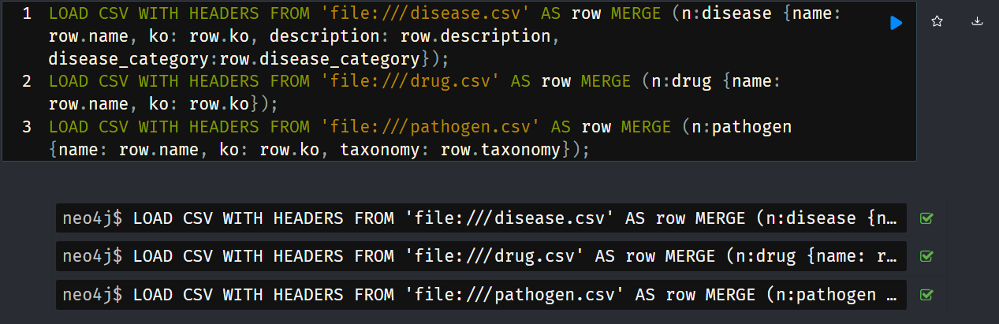 1 LOAD CSV WITH HEADERS FROM 'file:///disease.csv' AS row MERGE (n:disease {name:
row.name, ko: row.ko, description: row.description,
disease_category:row.disease_category});
2 LOAD CSV WITH HEADERS FROM 'file:///drug.csv' AS row MERGE (n:drug {name:
row.name, ko: row.ko});
3 LOAD CSV WITH HEADERS FROM 'file:///pathogen.csv' AS row MERGE (n:pathogen
{name: row.name, ko: row.ko, taxonomy: row.taxonomy});
neo4j$ LOAD CSV WITH HEADERS FROM 'file:///disease.csv' AS row MERGE (n:disease {n…
neo4j$ LOAD CSV WITH HEADERS FROM 'file:///drug.csv' AS row MERGE (n:drug {name: r…
neo4j$ LOAD CSV WITH HEADERS FROM 'file:///pathogen.csv' AS row MERGE (n:pathogen …